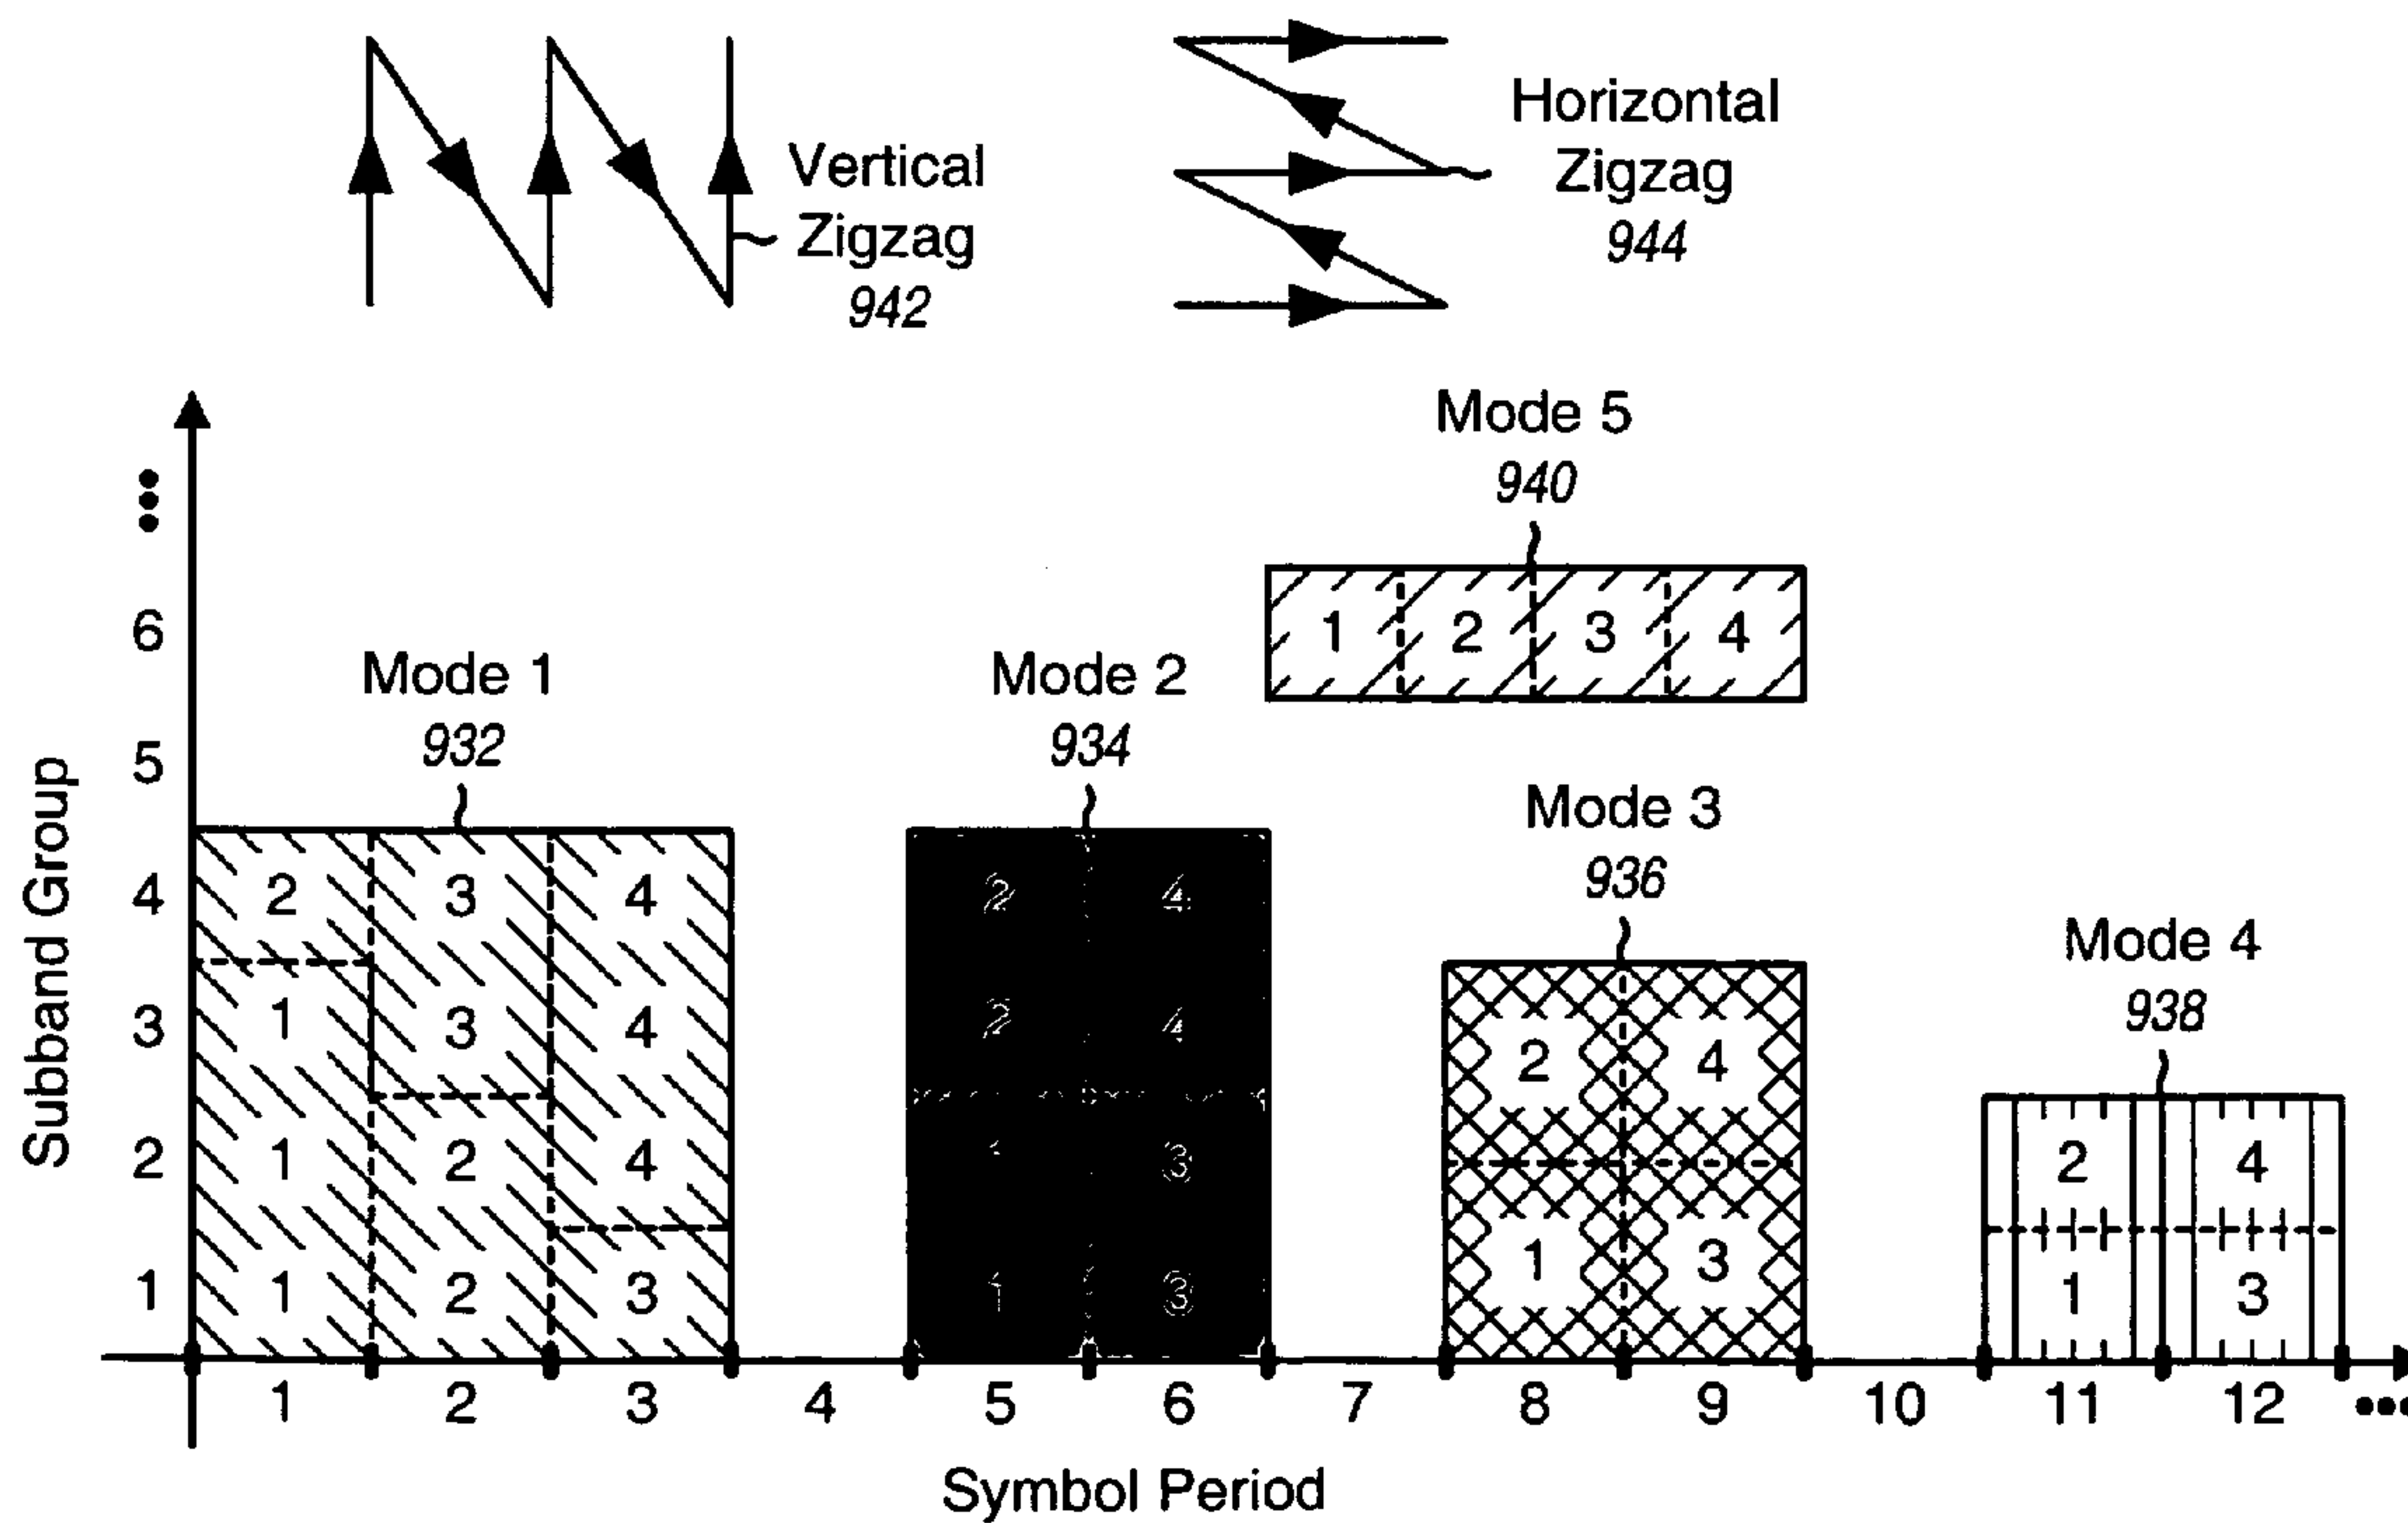 Vertical
Zigzag
942
Horizontal
Zigzag
944
Mode 5
940
1 2 3 4
Mode 1
932
Mode 2
934
Mode 3
936
Mode 4
938
Subband Group
6
5
4
3
2
1
2 3 4
1 3 4
1 2 4
1 2 3
2 4
2 4
1 3
1 3
2 4
1 3
2 4
1 3
1 2 3 4 5 6 7 8 9 10 11 12
Symbol Period